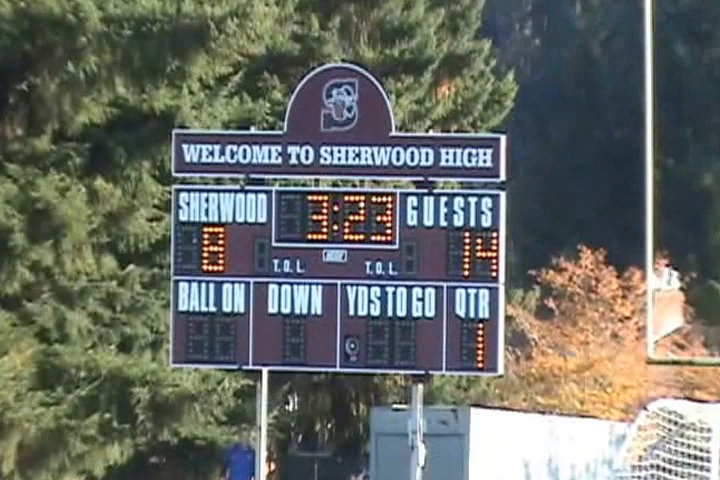 S
WELCOME TO SHERWOOD HIGH
SHERWOOD 3:23 GUESTS
8 T.O.L. T.O.L. 14
BALL ON DOWN YDS TO GO QTR
1